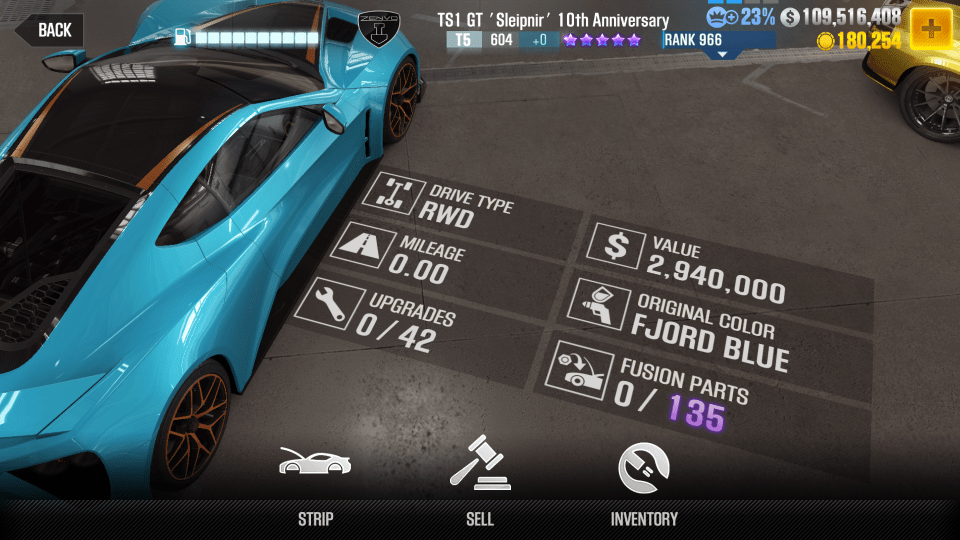 BACK
ZENVO
TS1 GT 'Sleipnir' 10th Anniversary
T5 604 +0
RANK 966
23%
$ 109,516,408
180,254
DRIVE TYPE
RWD
MILEAGE
0.00
UPGRADES
0 / 42
$
VALUE
2,940,000
ORIGINAL COLOR
FJORD BLUE
FUSION PARTS
0 / 135
STRIP
SELL
INVENTORY